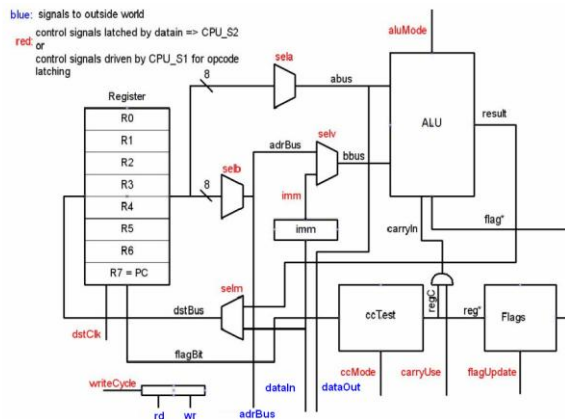 blue: signals to outside world
red: control signals latched by datain => CPU_S2
or
control signals driven by CPU_S1 for opcode
latching
aluMode
sela
8
abus
Register
R0
R1
R2
R3
R4
R5
R6
R7 = PC
ALU
result
selv
adrBus
bbus
8
selb
imm
imm
carryIn
flag*
selm
dstBus
dstClk
flagBit
ccTest
regC
reg*
Flags
writeCycle
rd
wr
adrBus
dataIn
dataOut
ccMode
carryUse
flagUpdate